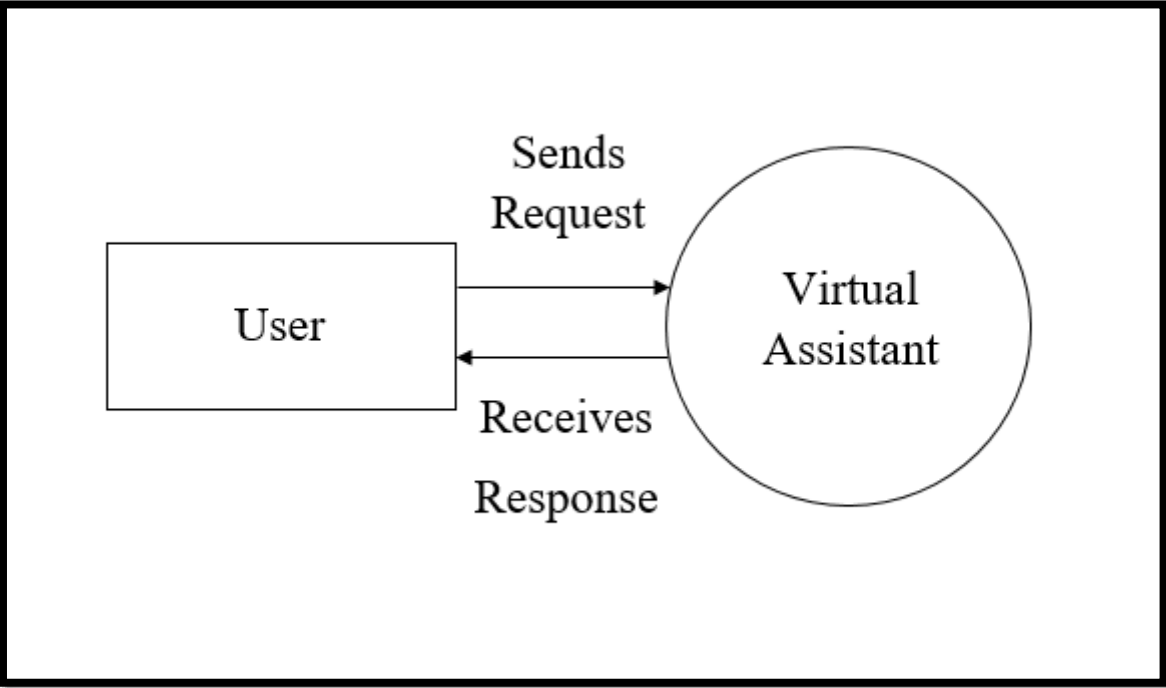 Sends
Request
User
Virtual
Assistant
Receives
Response